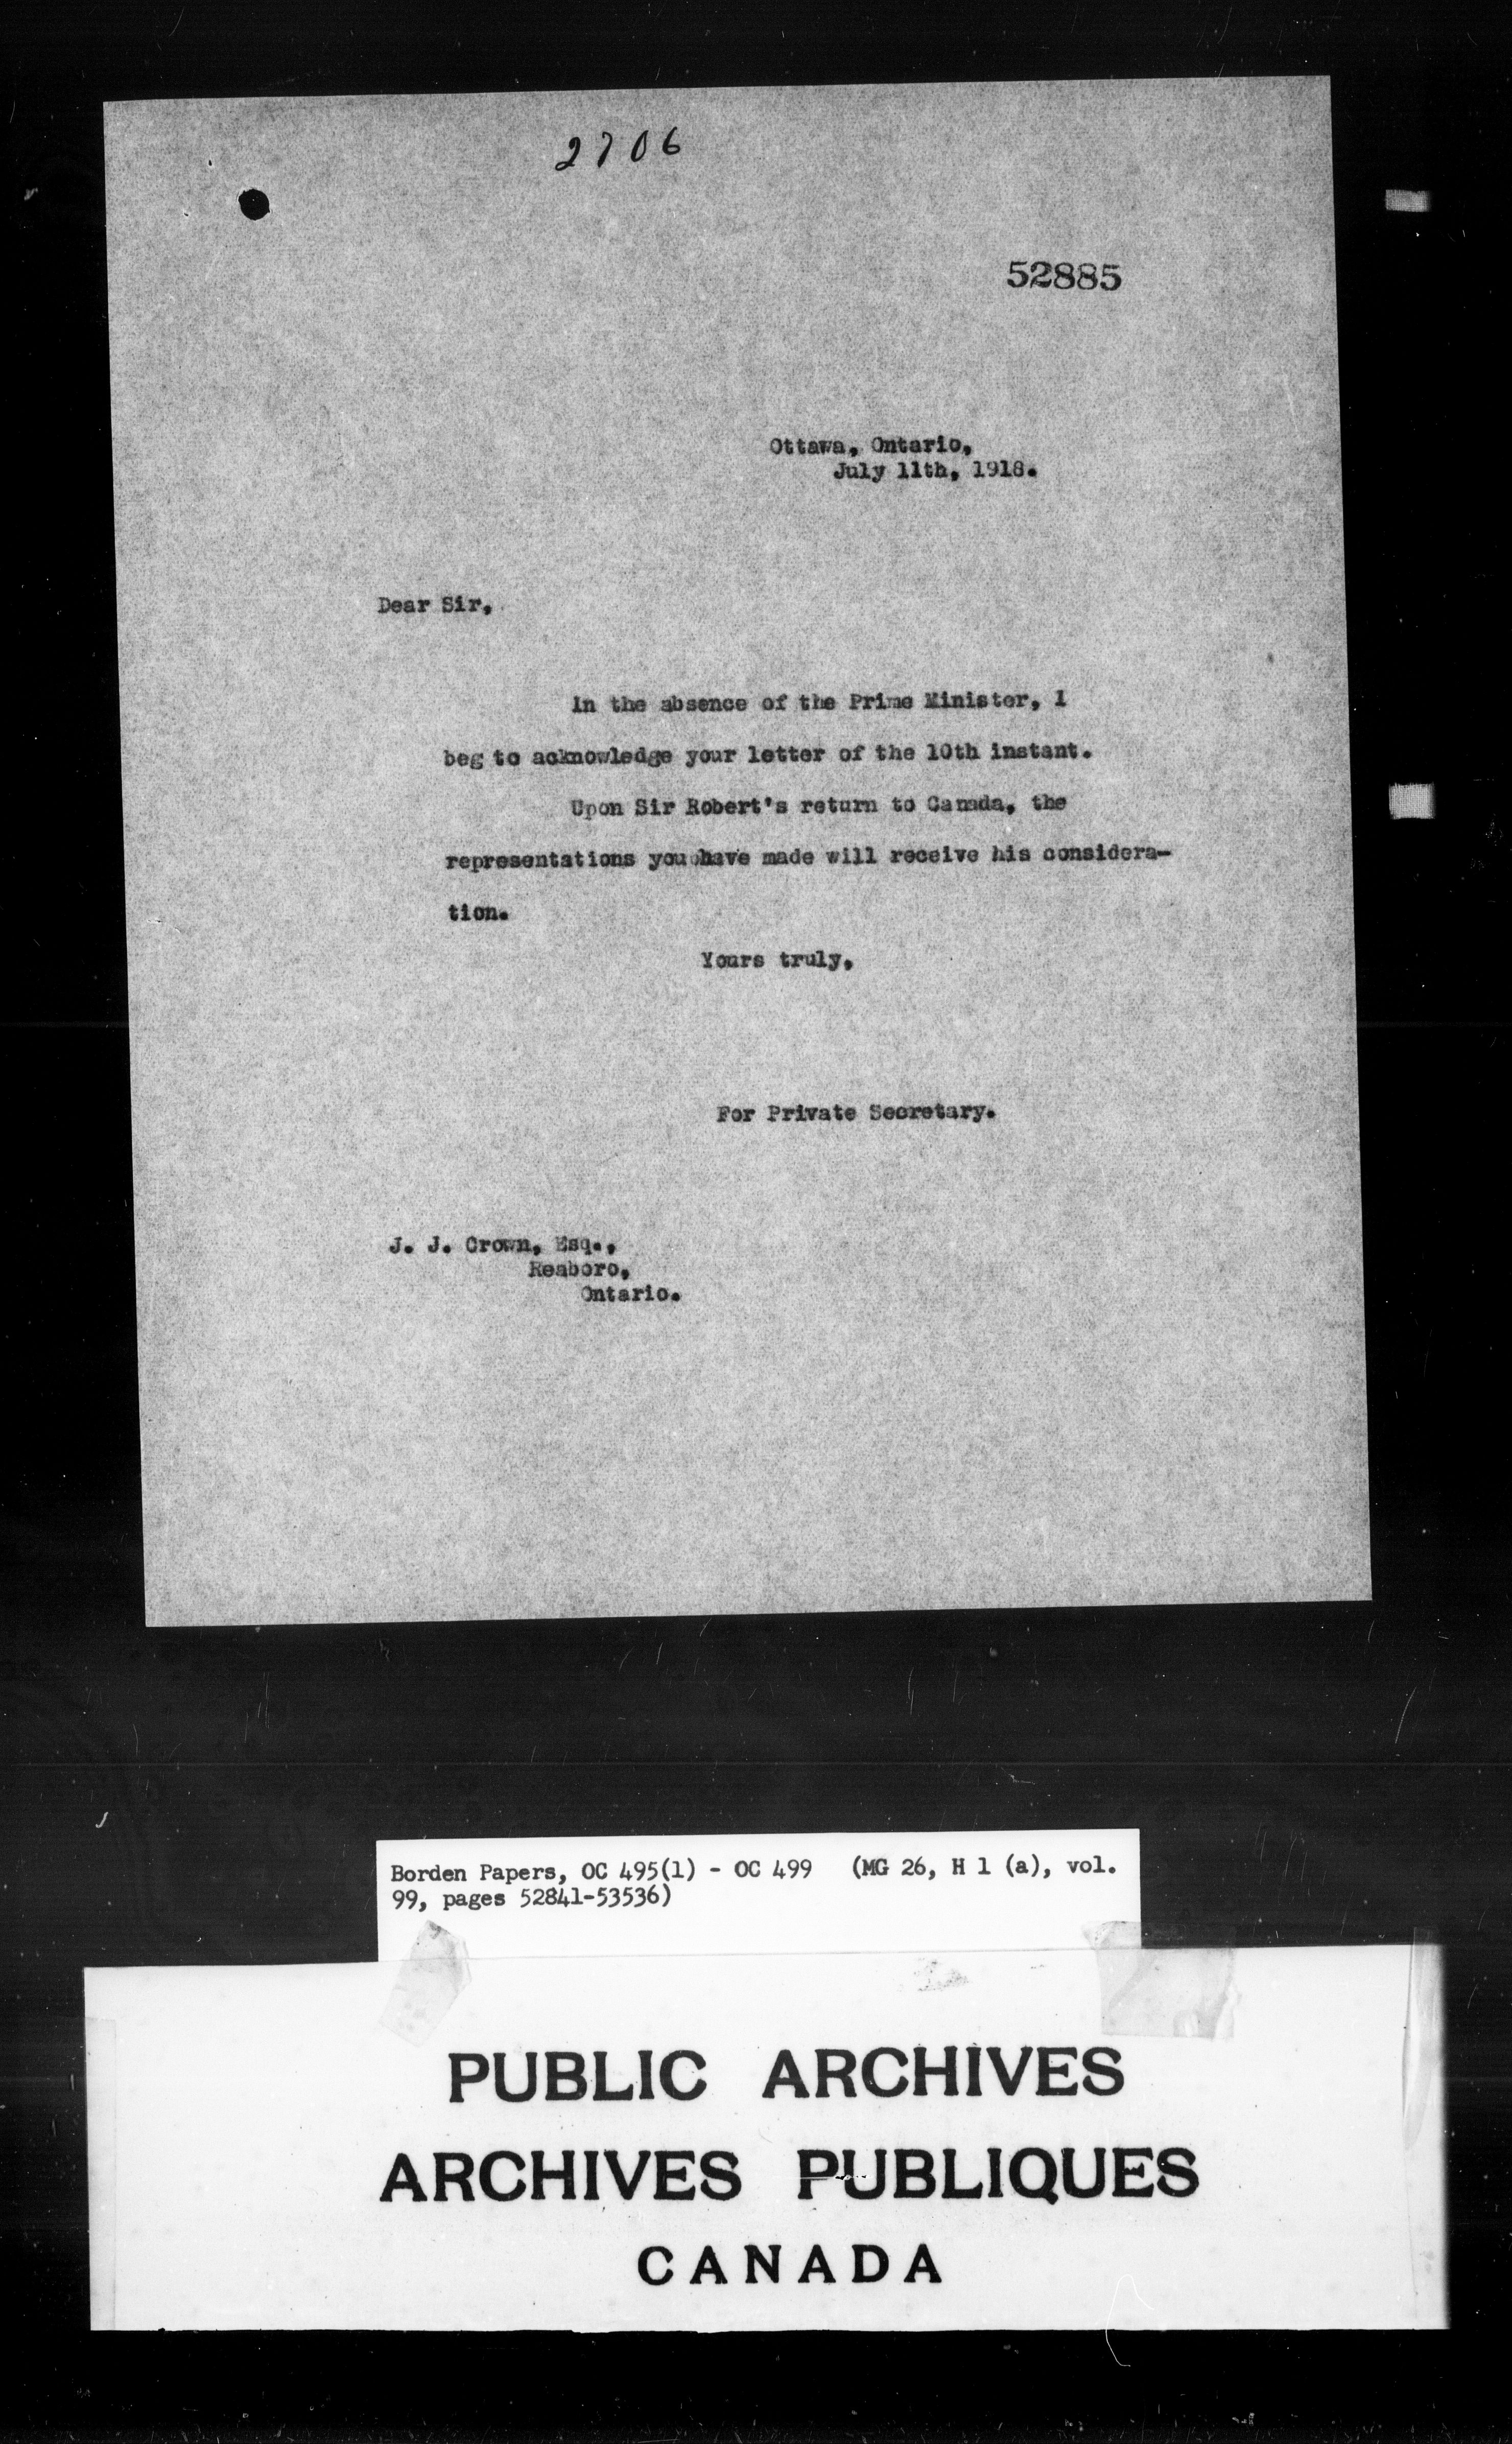 2706
52885
Ottawa, Ontario,
July 11th, 1918.
Dear Sir,
In the absence of the Prime Minister, I
beg to acknowledge your letter of the 10th instant.
Upon Sir Robert's return to Canada, the
representations you have made will receive his considera-
tion.
Yours truly,
For Private Secretary.
J. J. Crown, Esq.,
Reaboro,
Ontario.
Borden Papers, OC 495(1) - OC 499 (MG 26, H 1 (a), vol.
99, pages 52841-53536)
PUBLIC ARCHIVES
ARCHIVES PUBLIQUES
CANADA